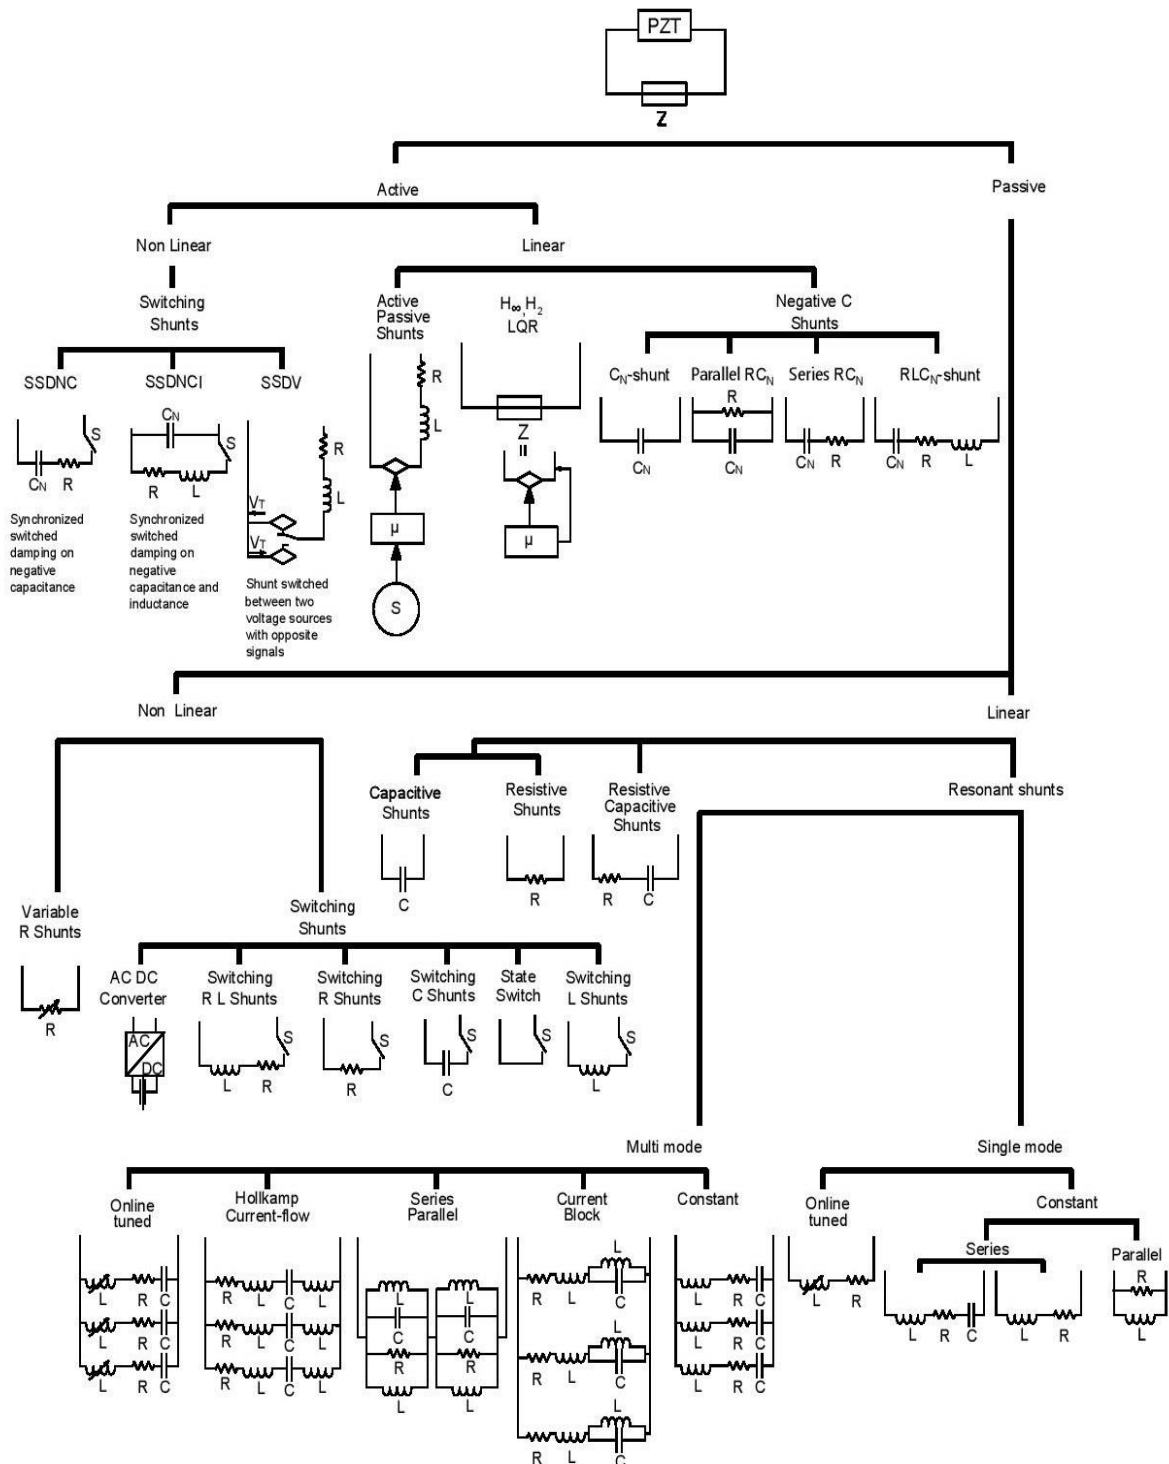 PZT
Z
Active
Passive
Non Linear
Linear
Switching
Shunts
Active
Passive
Shunts
H∞,H2
LQR
Negative C
Shunts
SSDNC
SSDNCI
SSDV
CN-shunt
Parallel RCN
Series RCN
RLCN-shunt
S
CN R
CN
S
R L
R
L
VT
VT
R
L
μ
S
Z
=
μ
CN
R
CN
CN R
CN R L
Synchronized
switched
damping on
negative
capacitance
Synchronized
switched
damping on
negative
capacitance and
inductance
Shunt switched
between two
voltage sources
with opposite
signals
Non Linear
Linear
Capacitive
Shunts
Resistive
Shunts
Resistive
Capacitive
Shunts
Resonant shunts
C
R
R C
Variable
R Shunts
R
Switching
Shunts
AC DC
Converter
Switching
R L Shunts
Switching
R Shunts
Switching
C Shunts
State
Switch
Switching
L Shunts
AC
DC
S
L R
S
R
S
C
S
S
L
Multi mode
Single mode
Online
tuned
Hollkamp
Current-flow
Series
Parallel
Current
Block
Constant
Online
tuned
Constant
Series
Parallel
L R C
L R C
L R C
R L C L
R L C L
R L C L
L L
C C
R R
L L
L
R L C
L
R L C
L
R L C
L R C
L R C
L R C
L R
L R C
L R
R
L